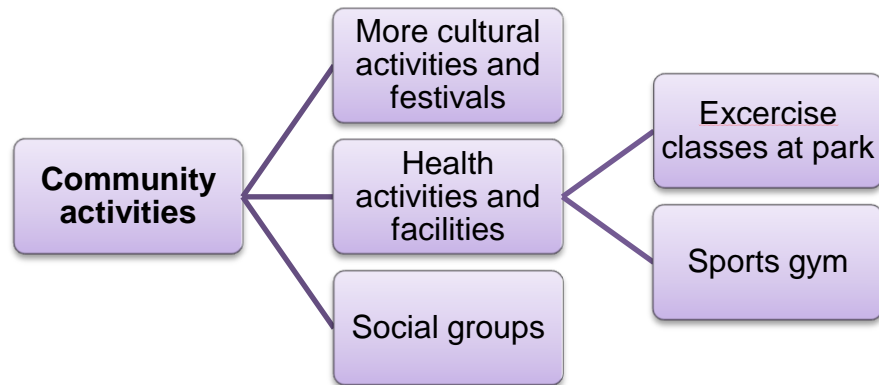 More cultural
activities and
festivals
Community
activities
Health
activities and
facilities
Social groups
Excercise
classes at park
Sports gym